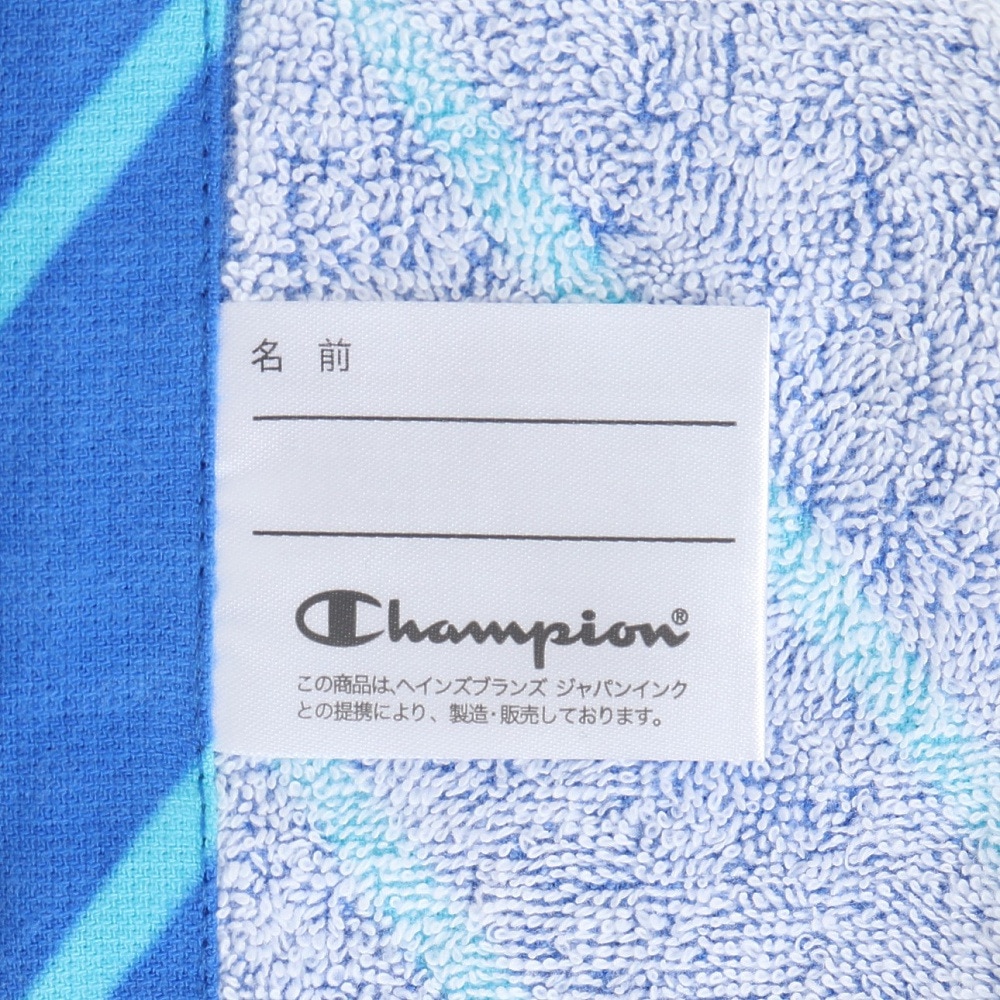 名 前
Champion®
この商品は、ヘインズブランズ ジャパンインク
との提携により、製造・販売しております。